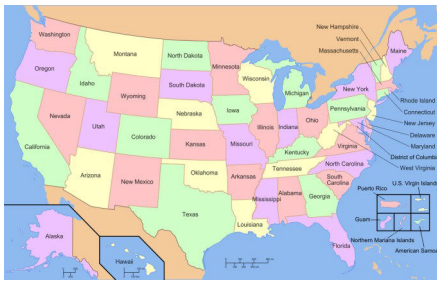 Washington
Montana
North Dakota
Minnesota
New Hampshire
Vermont
Massachusetts
Maine
Oregon
Idaho
Wyoming
South Dakota
Wisconsin
Michigan
New York
Rhode Island
Connecticut
New Jersey
Delaware
Maryland
District of Columbia
West Virginia
Nevada
Utah
Colorado
Nebraska
Iowa
Illinois
Indiana
Ohio
Pennsylvania
California
Kansas
Missouri
Kentucky
Virginia
Arizona
New Mexico
Oklahoma
Arkansas
Tennessee
North Carolina
South
Carolina
Texas
Louisiana
Mississippi
Alabama
Georgia
Florida
Alaska
Hawaii
Puerto Rico
U.S. Virgin Islands
Guam
Northern Mariana Islands
American Samoa